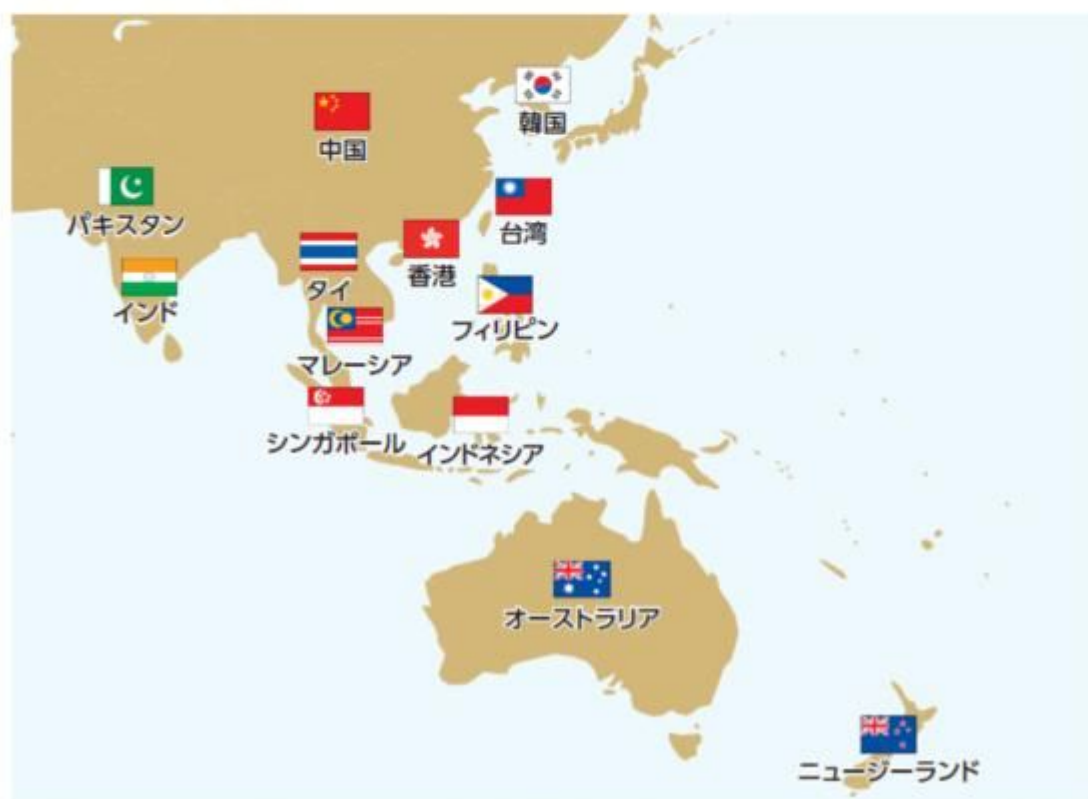 韓国
中国
パキスタン
台湾
香港
タイ
インド
フィリピン
マレーシア
シンガポール
インドネシア
オーストラリア
ニュージーランド